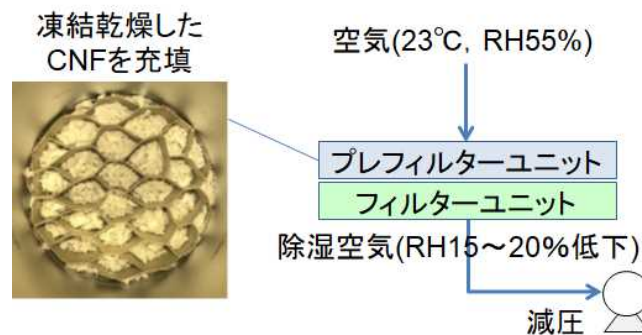 凍結乾燥した
CNFを充填
空気(23℃, RH55%)
プレフィルターユニット
フィルターユニット
除湿空気(RH15～20%低下)
減圧